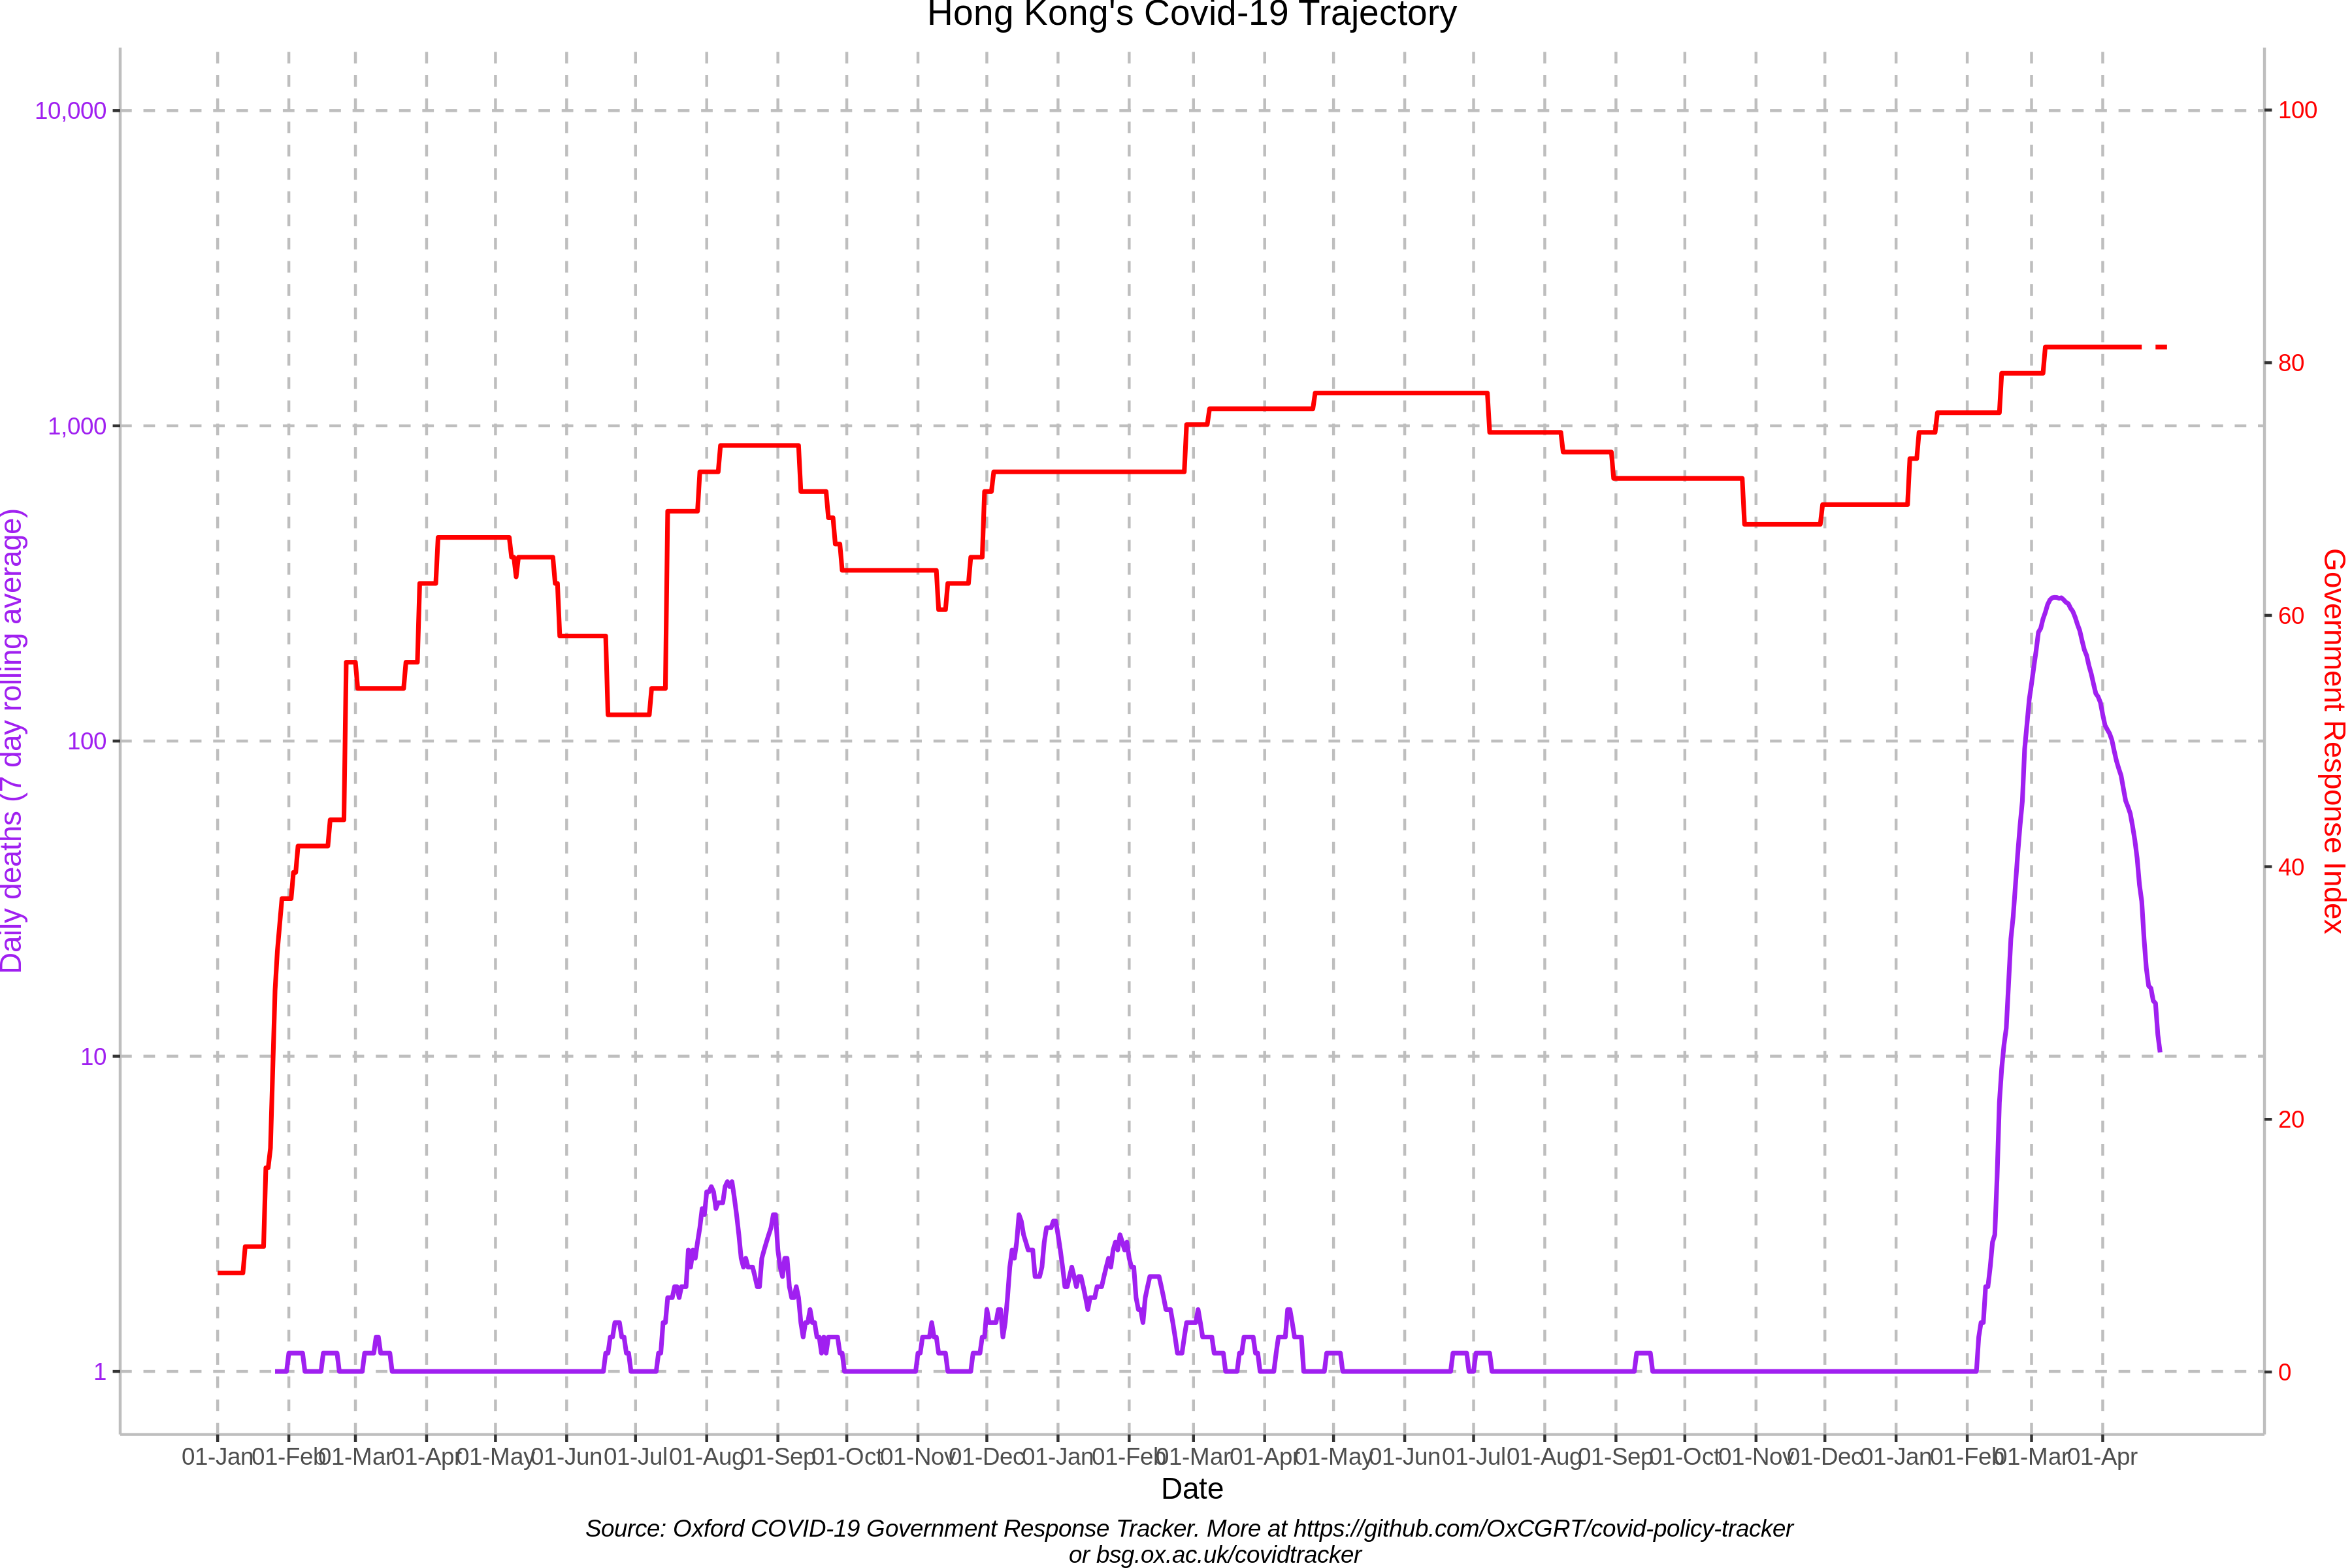 Hong Kong's Covid-19 Trajectory
10,000
1,000
100
10
1
Daily deaths (7 day rolling average)
100
80
60
40
20
0
Government Response Index
01-Jan 01-Feb 01-Mar 01-Apr 01-May 01-Jun 01-Jul 01-Aug 01-Sep 01-Oct 01-Nov 01-Dec 01-Jan 01-Feb 01-Mar 01-Apr 01-May 01-Jun 01-Jul 01-Aug 01-Sep 01-Oct 01-Nov 01-Dec 01-Jan 01-Feb 01-Mar 01-Apr
Date
Source: Oxford COVID-19 Government Response Tracker. More at https://github.com/OxCGRT/covid-policy-tracker
or bsg.ox.ac.uk/covidtracker